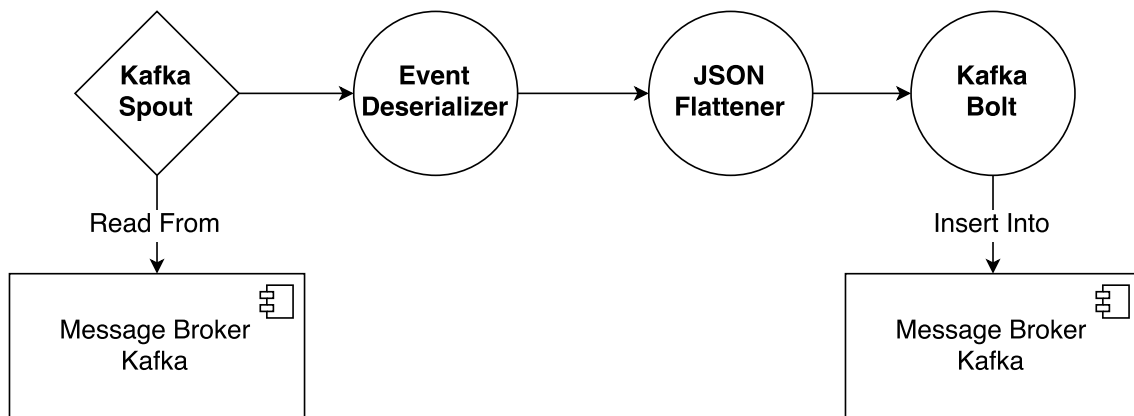 Kafka
Spout
Event
Deserializer
JSON
Flattener
Kafka
Bolt
Read From
Insert Into
Message Broker
Kafka
Message Broker
Kafka